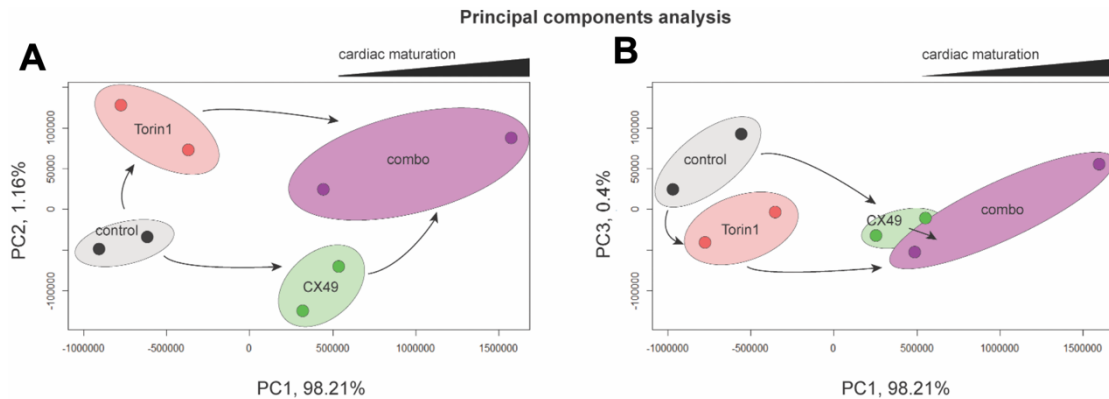 Principal components analysis
A
cardiac maturation
PC2, 1.16%
100000
50000
0
-50000
-100000
Torin1
combo
control
CX49
-1000000 -500000 0 500000 1000000 1500000
PC1, 98.21%
B
cardiac maturation
PC3, 0.4%
100000
50000
0
-50000
-100000
control
Torin1
CX49
combo
-1000000 -500000 0 500000 1000000 1500000
PC1, 98.21%